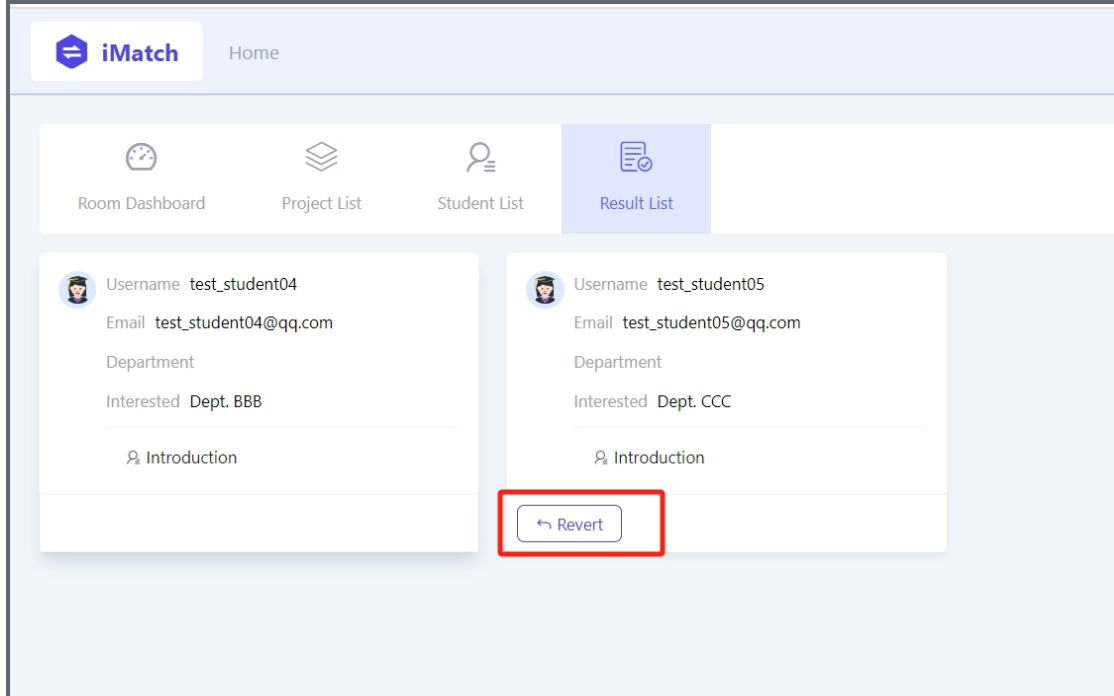 iMatch Home
Room Dashboard Project List Student List Result List
Username test_student04
Email test_student04@qq.com
Department
Interested Dept. BBB
Introduction
Username test_student05
Email test_student05@qq.com
Department
Interested Dept. CCC
Introduction
Revert